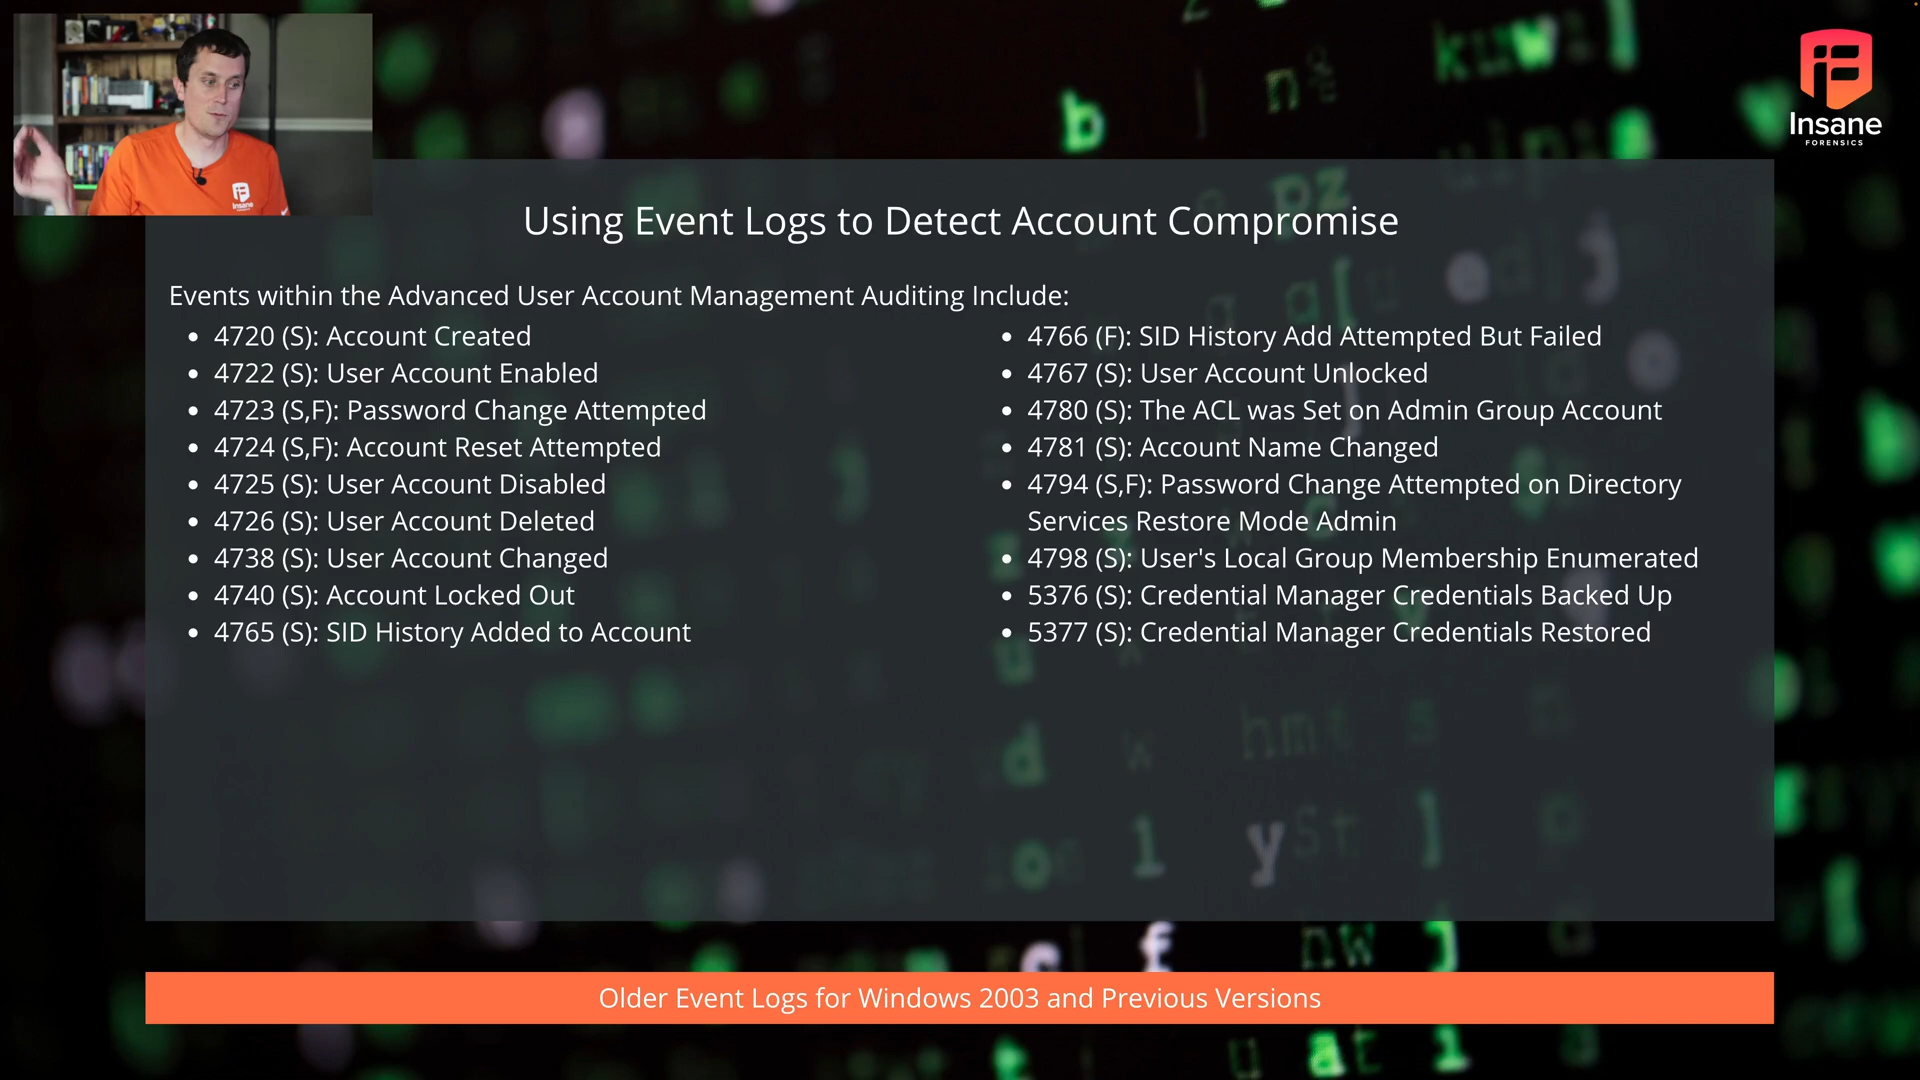 Insane
FORENSICS
Using Event Logs to Detect Account Compromise
Events within the Advanced User Account Management Auditing Include:
• 4720 (S): Account Created
• 4722 (S): User Account Enabled
• 4723 (S,F): Password Change Attempted
• 4724 (S,F): Account Reset Attempted
• 4725 (S): User Account Disabled
• 4726 (S): User Account Deleted
• 4738 (S): User Account Changed
• 4740 (S): Account Locked Out
• 4765 (S): SID History Added to Account
• 4766 (F): SID History Add Attempted But Failed
• 4767 (S): User Account Unlocked
• 4780 (S): The ACL was Set on Admin Group Account
• 4781 (S): Account Name Changed
• 4794 (S,F): Password Change Attempted on Directory
Services Restore Mode Admin
• 4798 (S): User's Local Group Membership Enumerated
• 5376 (S): Credential Manager Credentials Backed Up
• 5377 (S): Credential Manager Credentials Restored
Older Event Logs for Windows 2003 and Previous Versions